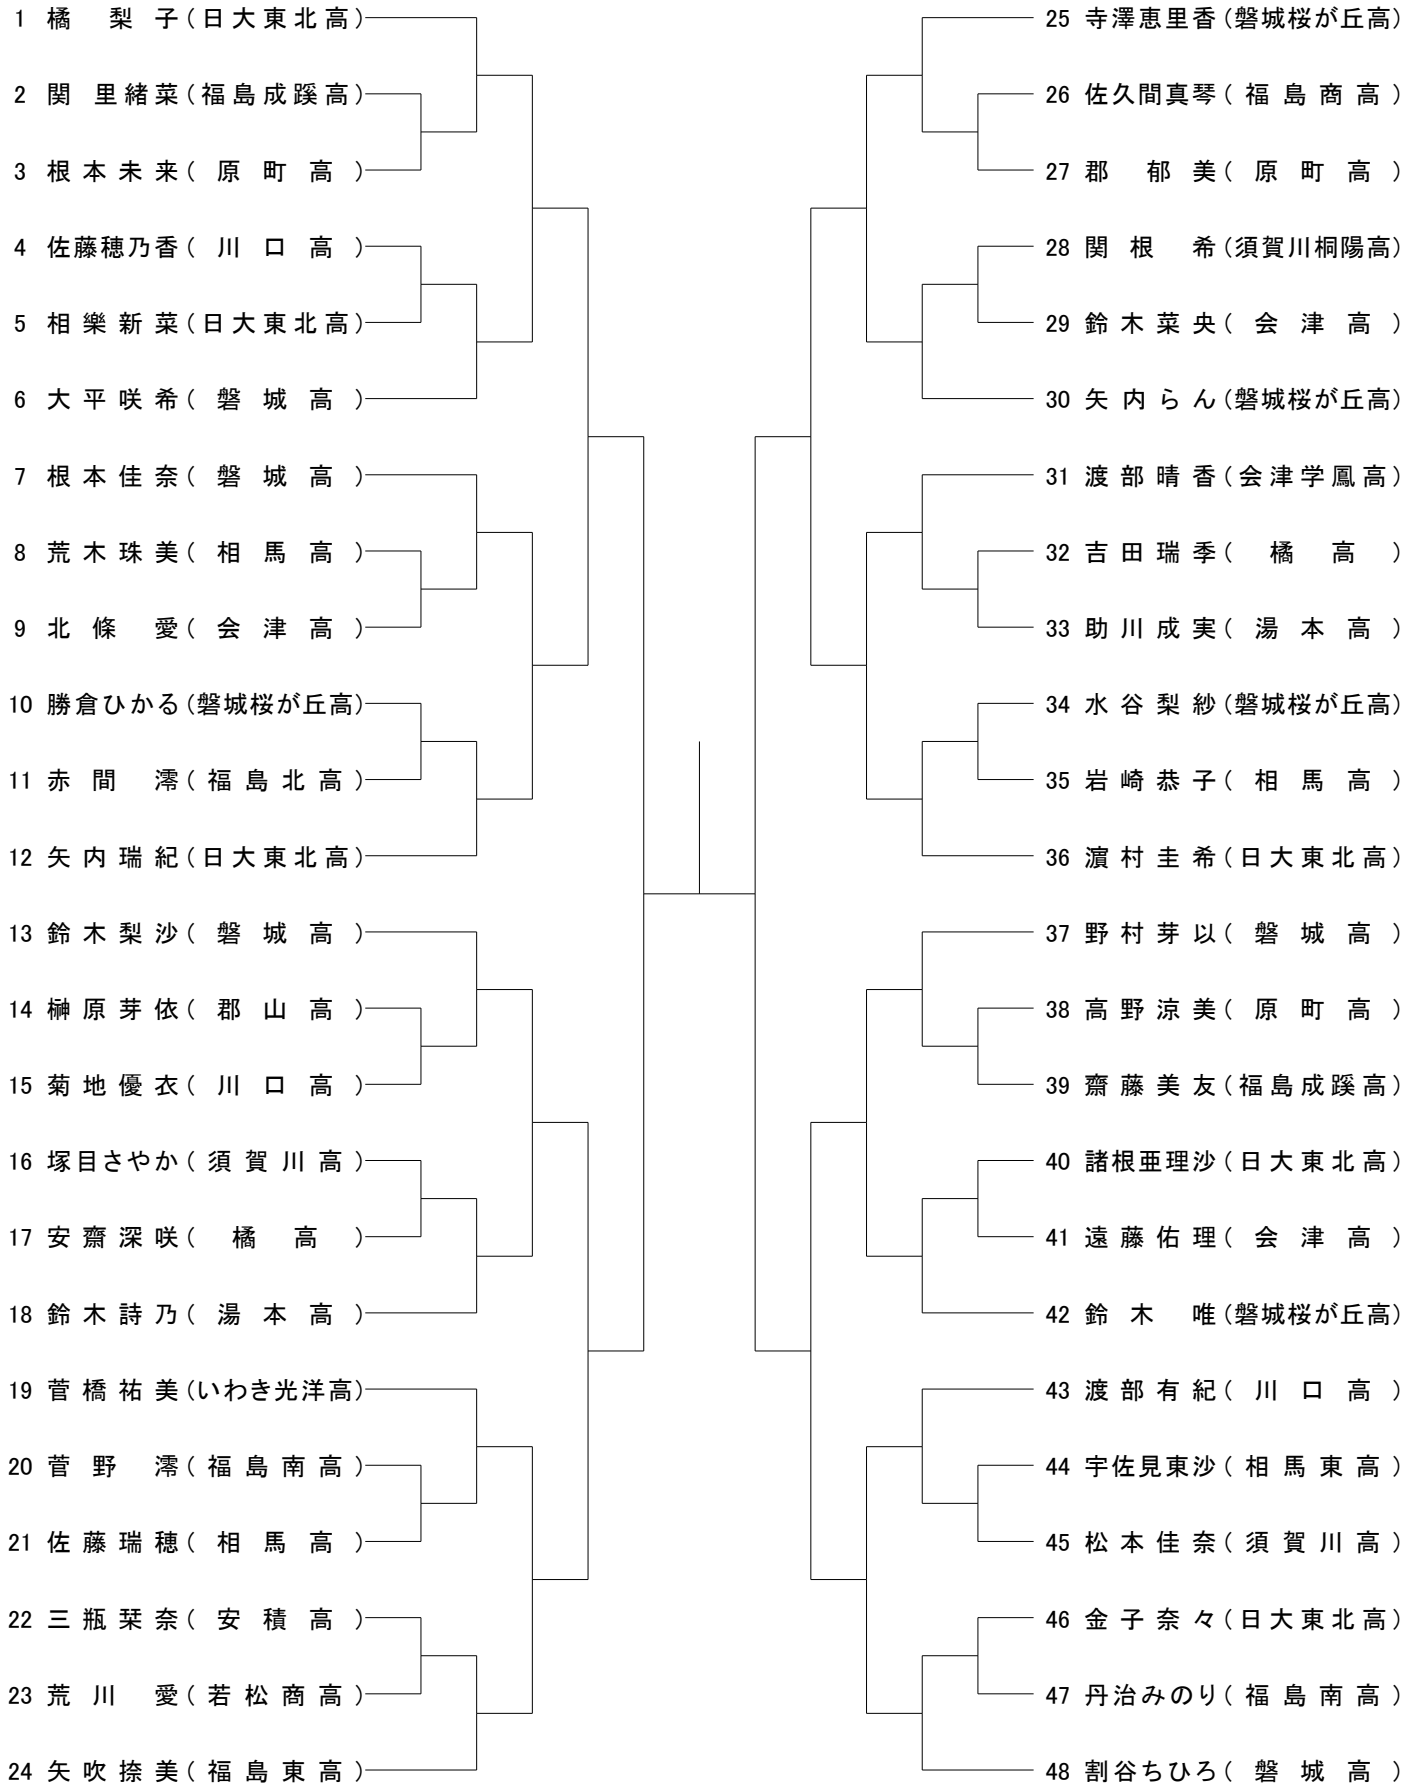 1 橘 梨 子(日大東北高)
2 関 里緒菜(福島成蹊高)
3 根本未来(原町高)
4 佐藤穂乃香(川口高)
5 相樂新菜(日大東北高)
6 大平咲希(磐城高)
7 根本佳奈(磐城高)
8 荒木珠美(相馬高)
9 北條 愛(会津高)
10 勝倉ひかる(磐城桜が丘高)
11 赤間 澪(福島北高)
12 矢内瑞紀(日大東北高)
13 鈴木梨沙(磐城高)
14 榊原芽依(郡山高)
15 菊地優衣(川口高)
16 塚目さやか(須賀川高)
17 安齋深咲(橘高)
18 鈴木詩乃(湯本高)
19 菅橋祐美(いわき光洋高)
20 菅野 澪(福島南高)
21 佐藤瑞穂(相馬高)
22 三瓶栞奈(安積高)
23 荒川 愛(若松商高)
24 矢吹捺美(福島東高)
25 寺澤恵里香(磐城桜が丘高)
26 佐久間真琴(福島商高)
27 郡 郁美(原町高)
28 関根 希(須賀川桐陽高)
29 鈴木菜央(会津高)
30 矢内らん(磐城桜が丘高)
31 渡部晴香(会津学鳳高)
32 吉田瑞季(橘高)
33 助川成実(湯本高)
34 水谷梨紗(磐城桜が丘高)
35 岩崎恭子(相馬高)
36 濵村圭希(日大東北高)
37 野村芽以(磐城高)
38 高野涼美(原町高)
39 齋藤美友(福島成蹊高)
40 諸根亜理沙(日大東北高)
41 遠藤佑理(会津高)
42 鈴木 唯(磐城桜が丘高)
43 渡部有紀(川口高)
44 宇佐見東沙(相馬東高)
45 松本佳奈(須賀川高)
46 金子奈々(日大東北高)
47 丹治みのり(福島南高)
48 割谷ちひろ(磐城高)